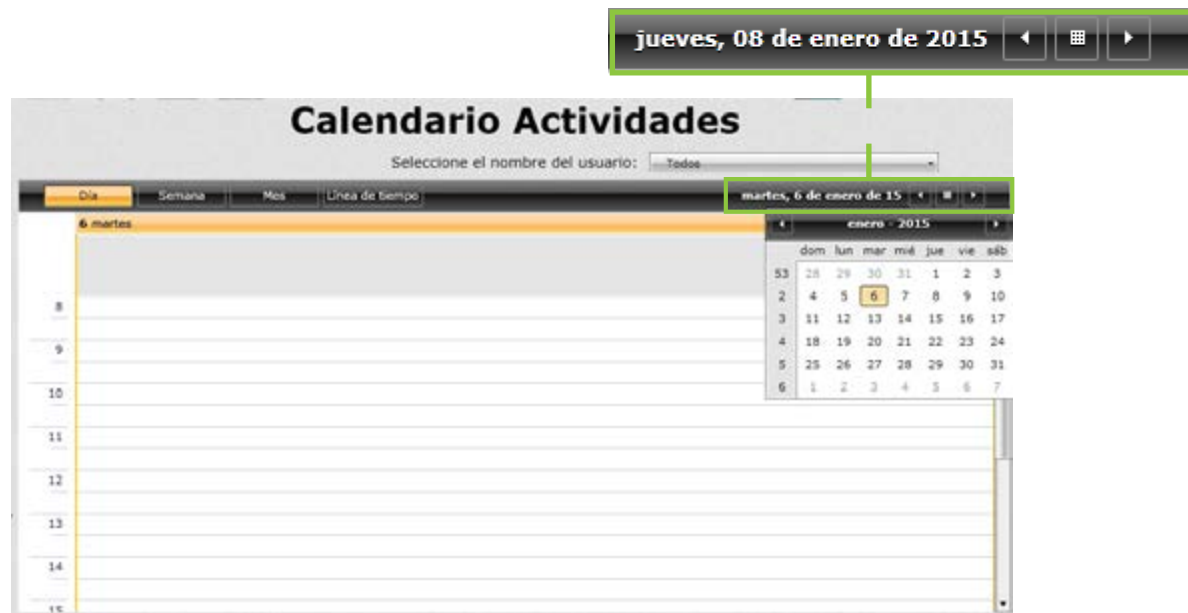 jueves, 08 de enero de 2015
Calendario Actividades
Seleccione el nombre del usuario: Todos
Día Semana Mes Línea de tiempo martes, 6 de enero de 15
6 martes
enero - 2015
dom lun mar mié jue vie sáb
53 28 29 30 31 1 2 3
2 4 5 6 7 8 9 10
3 11 12 13 14 15 16 17
4 18 19 20 21 22 23 24
5 25 26 27 28 29 30 31
6 1 2 3 4 5 6 7
8
9
10
11
12
13
14
15